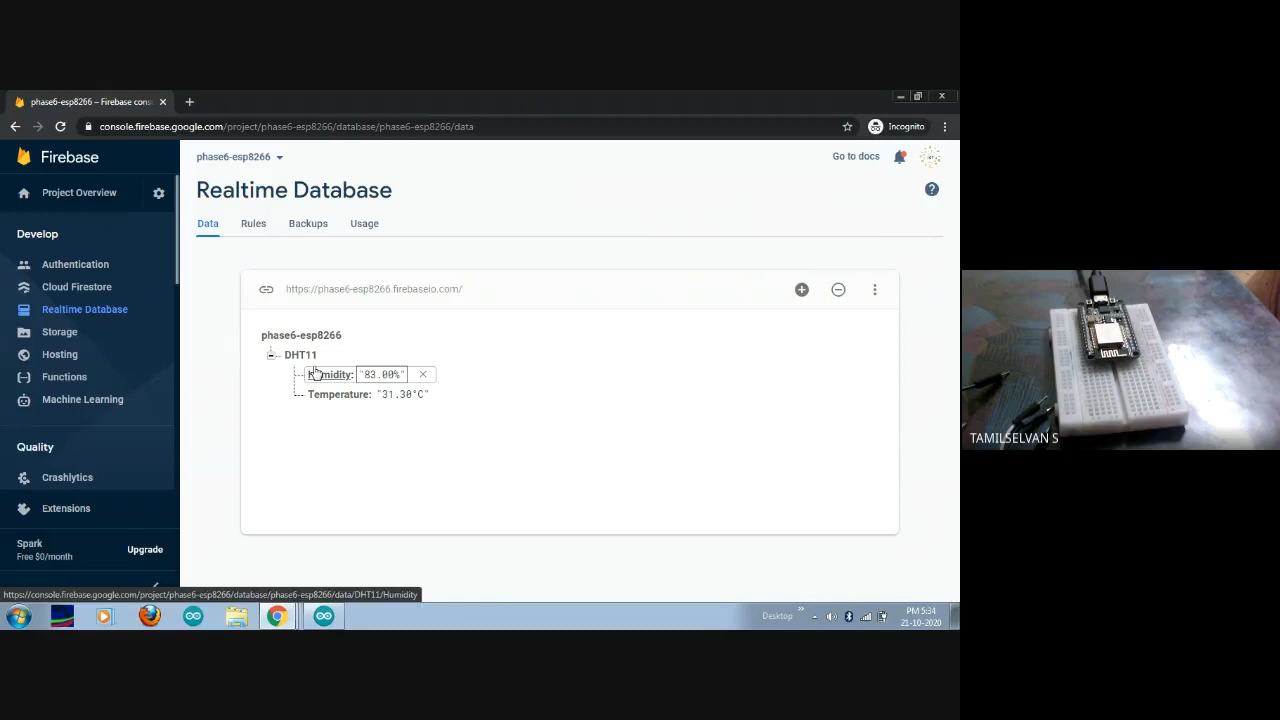 phase6-esp8266 – Firebase cons
console.firebase.google.com/project/phase6-esp8266/database/phase6-esp8266/data
Incognito
Firebase
phase6-esp8266
Go to docs
Project Overview
Realtime Database
Data
Rules
Backups
Usage
Develop
Authentication
Cloud Firestore
Realtime Database
Storage
Hosting
Functions
Machine Learning
Quality
Crashlytics
Extensions
Spark
Free $0/month
Upgrade
https://phase6-esp8266.firebaseio.com/
phase6-esp8266
DHT11
Humidity: "83.00%"
Temperature: "31.30°C"
https://console.firebase.google.com/project/phase6-esp8266/database/phase6-esp8266/data/DHT11/Humidity
Desktop
PM 5:34
21-10-2020
TAMILSELVAN S